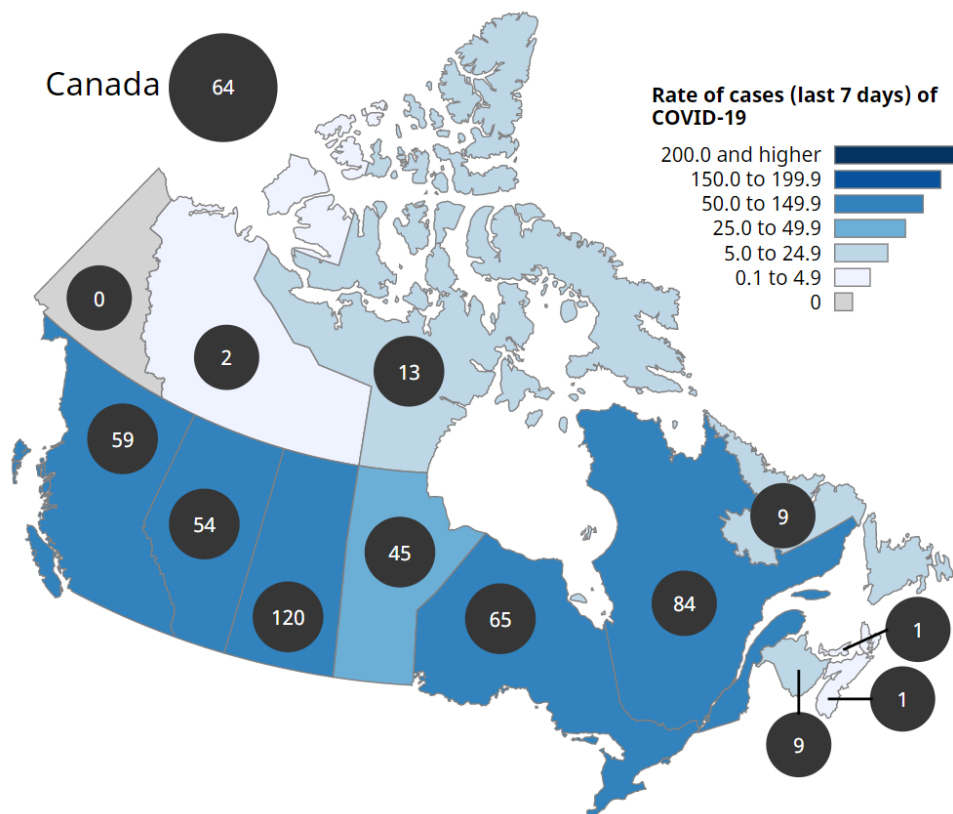 Canada
64
Rate of cases (last 7 days) of
COVID-19
200.0 and higher
150.0 to 199.9
50.0 to 149.9
25.0 to 49.9
5.0 to 24.9
0.1 to 4.9
0
0
2
13
59
54
120
45
65
84
9
1
1
9